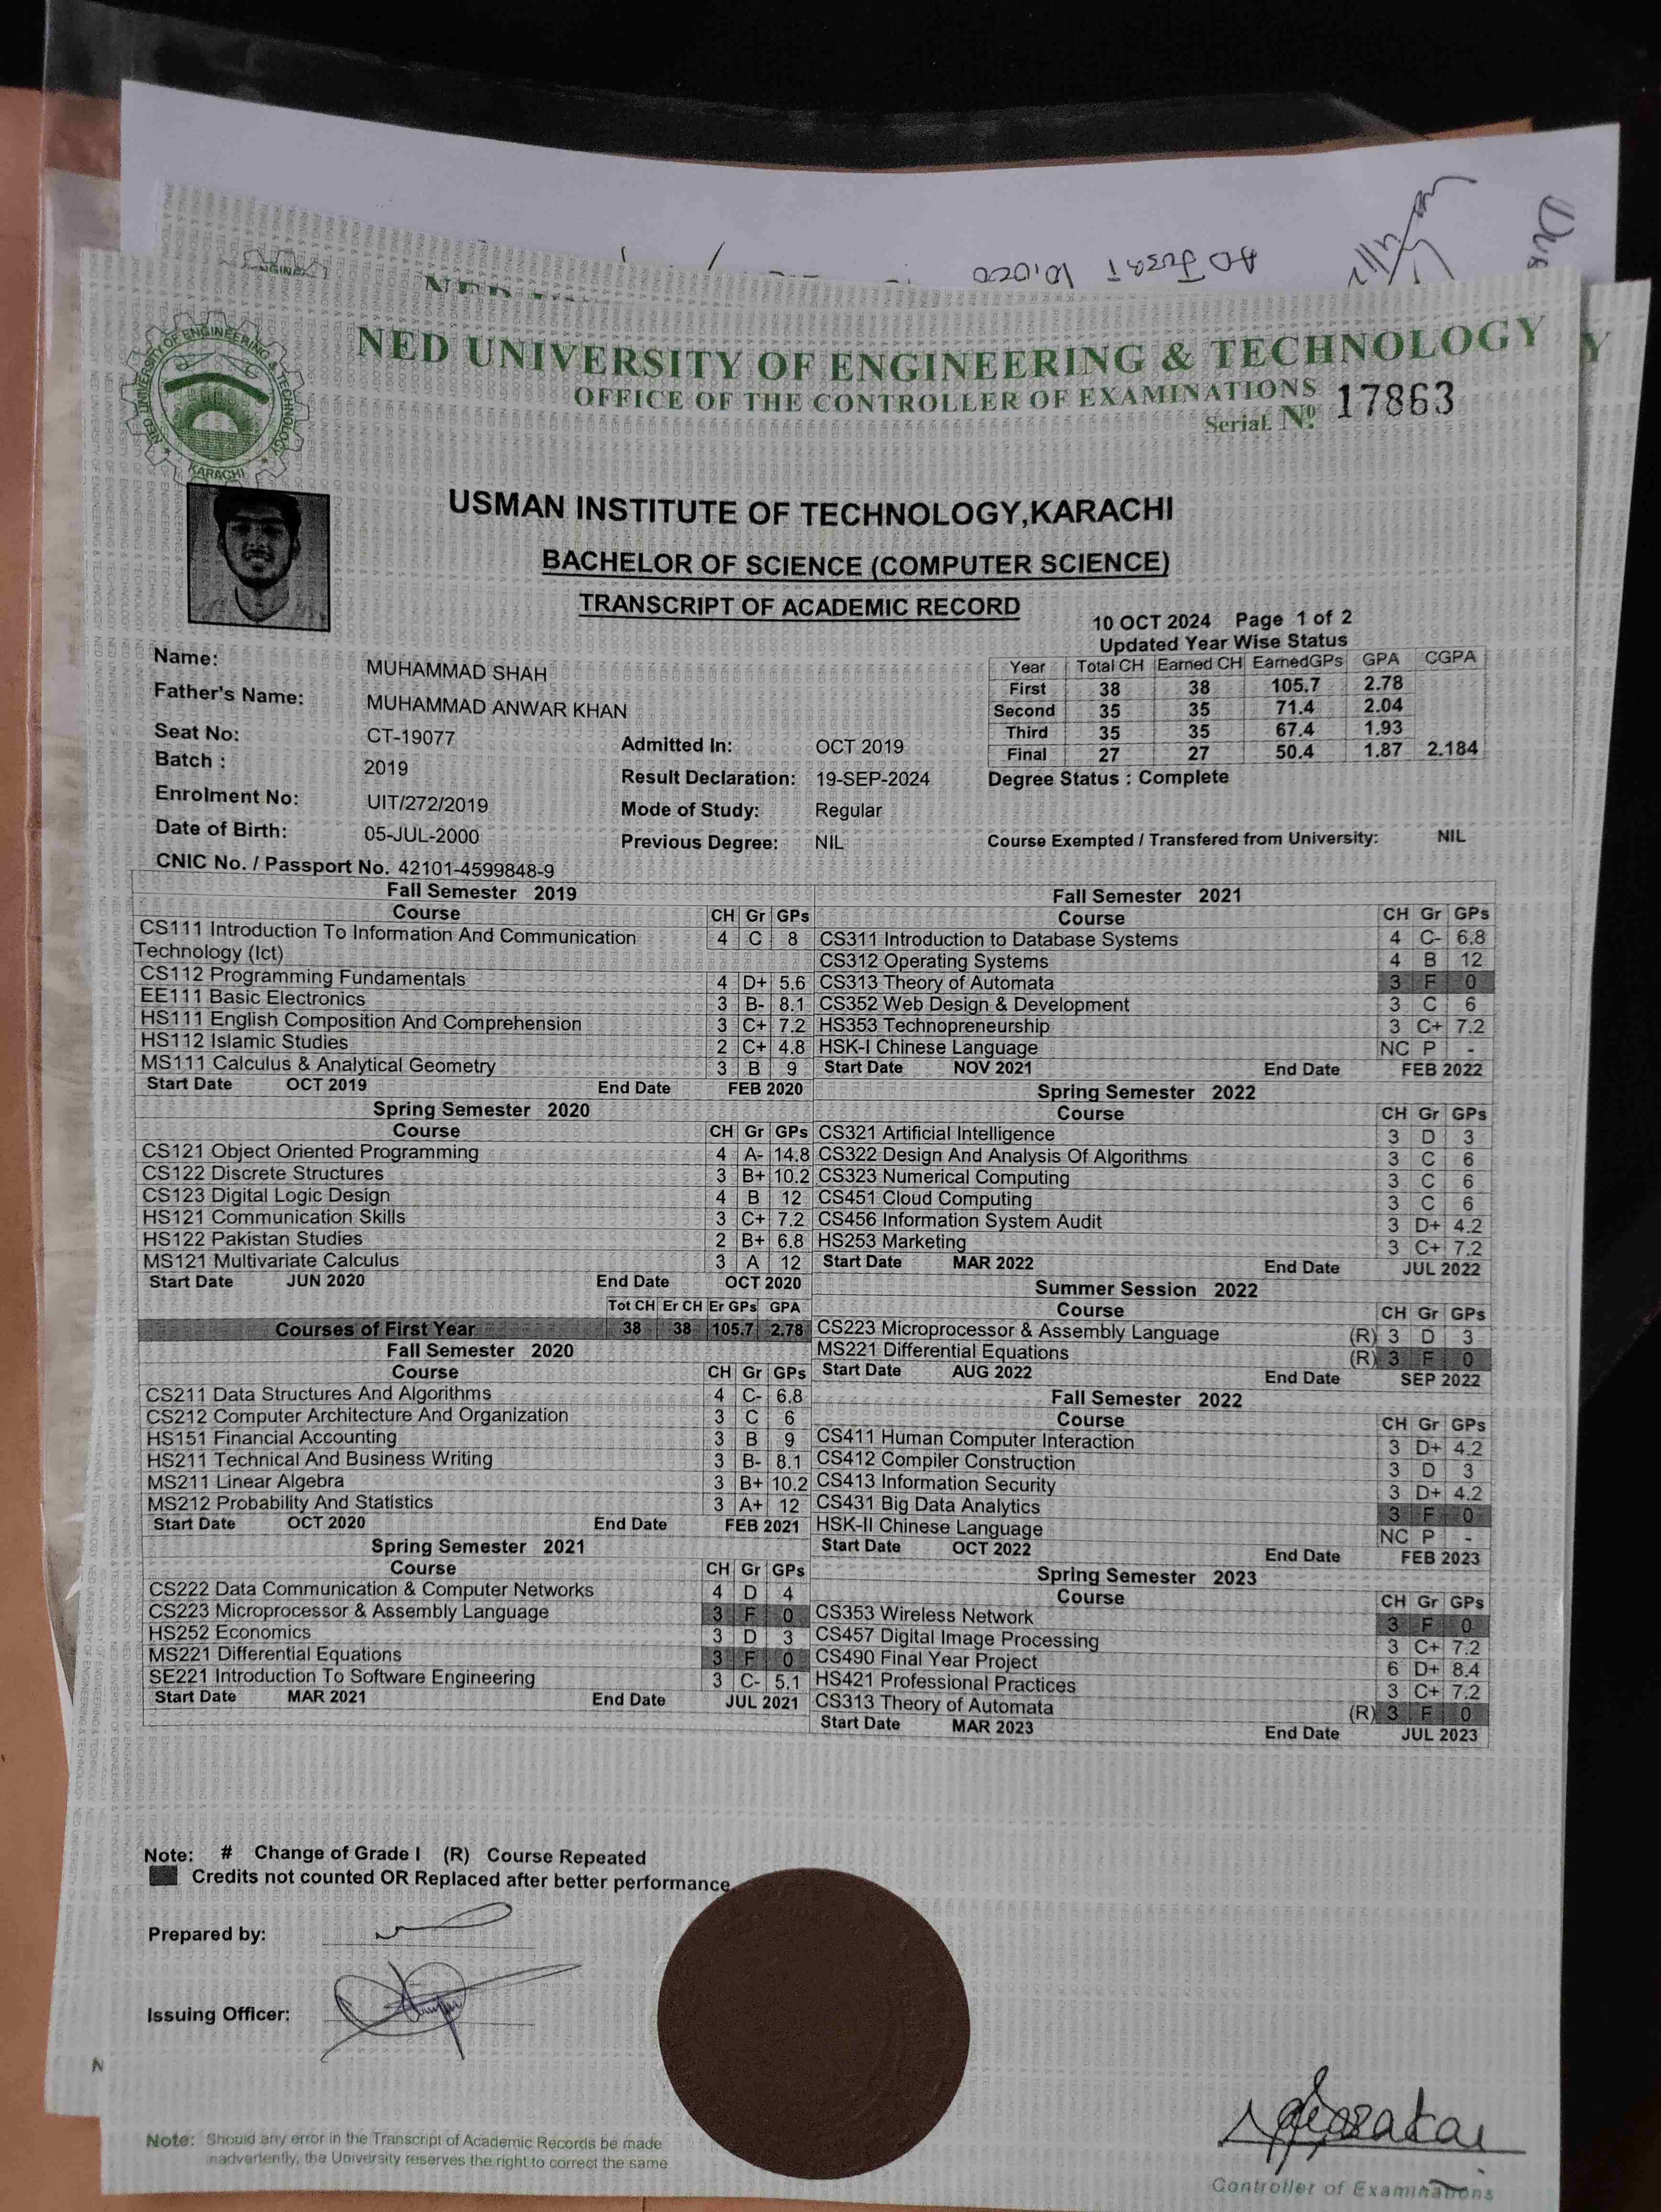 NED UNIVERSITY OF ENGINEERING & TECHNOLOGY
OFFICE OF THE CONTROLLER OF EXAMINATIONS
Serial Nº 17863
NED UNIVERSITY OF ENGINEERING & TECHNOLOGY
KARACHI
USMAN INSTITUTE OF TECHNOLOGY,KARACHI
BACHELOR OF SCIENCE (COMPUTER SCIENCE)
TRANSCRIPT OF ACADEMIC RECORD
10 OCT 2024 Page 1 of 2
Updated Year Wise Status
Year Total CH Earned CH EarnedGPs GPA CGPA
First 38 38 105.7 2.78
Second 35 35 71.4 2.04
Third 35 35 67.4 1.93
Final 27 27 50.4 1.87 2.184
Degree Status : Complete
Name: MUHAMMAD SHAH
Father's Name: MUHAMMAD ANWAR KHAN
Seat No: CT-19077 Admitted In: OCT 2019
Batch : 2019 Result Declaration: 19-SEP-2024
Enrolment No: UIT/272/2019 Mode of Study: Regular
Date of Birth: 05-JUL-2000 Previous Degree: NIL Course Exempted / Transfered from University: NIL
CNIC No. / Passport No. 42101-4599848-9
Fall Semester 2019
Course CH Gr GPs
CS111 Introduction To Information And Communication 4 C 8
Technology (Ict)
CS112 Programming Fundamentals 4 D+ 5.6
EE111 Basic Electronics 3 B- 8.1
HS111 English Composition And Comprehension 3 C+ 7.2
HS112 Islamic Studies 2 C+ 4.8
MS111 Calculus & Analytical Geometry 3 B 9
Start Date OCT 2019 End Date FEB 2020
Spring Semester 2020
Course CH Gr GPs
CS121 Object Oriented Programming 4 A- 14.8
CS122 Discrete Structures 3 B+ 10.2
CS123 Digital Logic Design 4 B 12
HS121 Communication Skills 3 C+ 7.2
HS122 Pakistan Studies 2 B+ 6.8
MS121 Multivariate Calculus 3 A 12
Start Date JUN 2020 End Date OCT 2020
Tot CH Er CH Er GPs GPA
Courses of First Year 38 38 105.7 2.78
Fall Semester 2020
Course CH Gr GPs
CS211 Data Structures And Algorithms 4 C- 6.8
CS212 Computer Architecture And Organization 3 C 6
HS151 Financial Accounting 3 B 9
HS211 Technical And Business Writing 3 B- 8.1
MS211 Linear Algebra 3 B+ 10.2
MS212 Probability And Statistics 3 A+ 12
Start Date OCT 2020 End Date FEB 2021
Spring Semester 2021
Course CH Gr GPs
CS222 Data Communication & Computer Networks 4 D 4
CS223 Microprocessor & Assembly Language 3 F 0
HS252 Economics 3 D 3
MS221 Differential Equations 3 F 0
SE221 Introduction To Software Engineering 3 C- 5.1
Start Date MAR 2021 End Date JUL 2021
Fall Semester 2021
Course CH Gr GPs
CS311 Introduction to Database Systems 4 C- 6.8
CS312 Operating Systems 4 B 12
CS313 Theory of Automata 3 F 0
CS352 Web Design & Development 3 C 6
HS353 Technopreneurship 3 C+ 7.2
HSK-I Chinese Language NC P -
Start Date NOV 2021 End Date FEB 2022
Spring Semester 2022
Course CH Gr GPs
CS321 Artificial Intelligence 3 D 3
CS322 Design And Analysis Of Algorithms 3 C 6
CS323 Numerical Computing 3 C 6
CS451 Cloud Computing 3 C 6
CS456 Information System Audit 3 D+ 4.2
HS253 Marketing 3 C+ 7.2
Start Date MAR 2022 End Date JUL 2022
Summer Session 2022
Course CH Gr GPs
CS223 Microprocessor & Assembly Language (R) 3 D 3
MS221 Differential Equations (R) 3 F 0
Start Date AUG 2022 End Date SEP 2022
Fall Semester 2022
Course CH Gr GPs
CS411 Human Computer Interaction 3 D+ 4.2
CS412 Compiler Construction 3 D 3
CS413 Information Security 3 D+ 4.2
CS431 Big Data Analytics 3 F 0
HSK-II Chinese Language NC P -
Start Date OCT 2022 End Date FEB 2023
Spring Semester 2023
Course CH Gr GPs
CS353 Wireless Network 3 F 0
CS457 Digital Image Processing 3 C+ 7.2
CS490 Final Year Project 6 D+ 8.4
HS421 Professional Practices 3 C+ 7.2
CS313 Theory of Automata (R) 3 F 0
Start Date MAR 2023 End Date JUL 2023
Note: # Change of Grade I (R) Course Repeated
Credits not counted OR Replaced after better performance
Prepared by:
Issuing Officer:
Note: Should any error in the Transcript of Academic Records be made
inadvertently, the University reserves the right to correct the same
Controller of Examinations